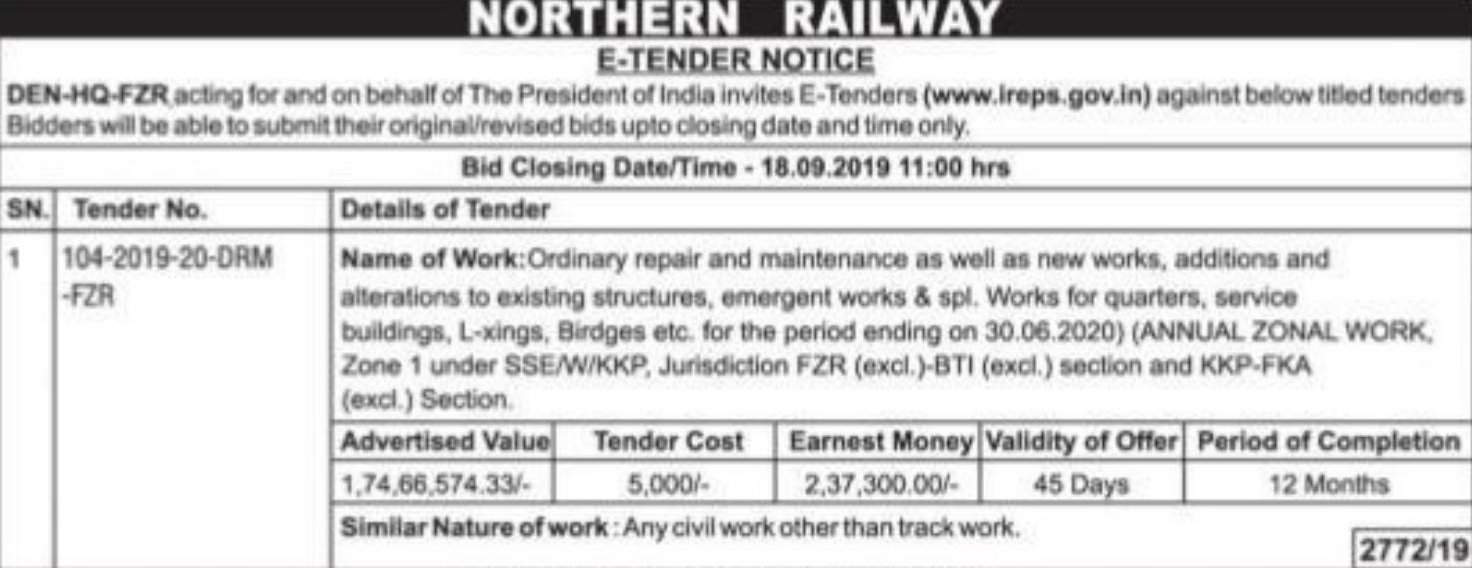 NORTHERN RAILWAY
E-TENDER NOTICE
DEN-HQ-FZR acting for and on behalf of The President of India invites E-Tenders (www.ireps.gov.in) against below titled tenders
Bidders will be able to submit their original/revised bids upto closing date and time only.
Bid Closing Date/Time - 18.09.2019 11:00 hrs
SN. Tender No. Details of Tender
1 104-2019-20-DRM Name of Work:Ordinary repair and maintenance as well as new works, additions and
-FZR alterations to existing structures, emergent works & spl. Works for quarters, service
buildings, L-xings, Birdges etc. for the period ending on 30.06.2020) (ANNUAL ZONAL WORK,
Zone 1 under SSE/W/KKP, Jurisdiction FZR (excl.)-BTI (excl.) section and KKP-FKA
(excl.) Section.
Advertised Value Tender Cost Earnest Money Validity of Offer Period of Completion
1,74,66,574.33/- 5,000/- 2,37,300.00/- 45 Days 12 Months
Similar Nature of work : Any civil work other than track work.
2772/19